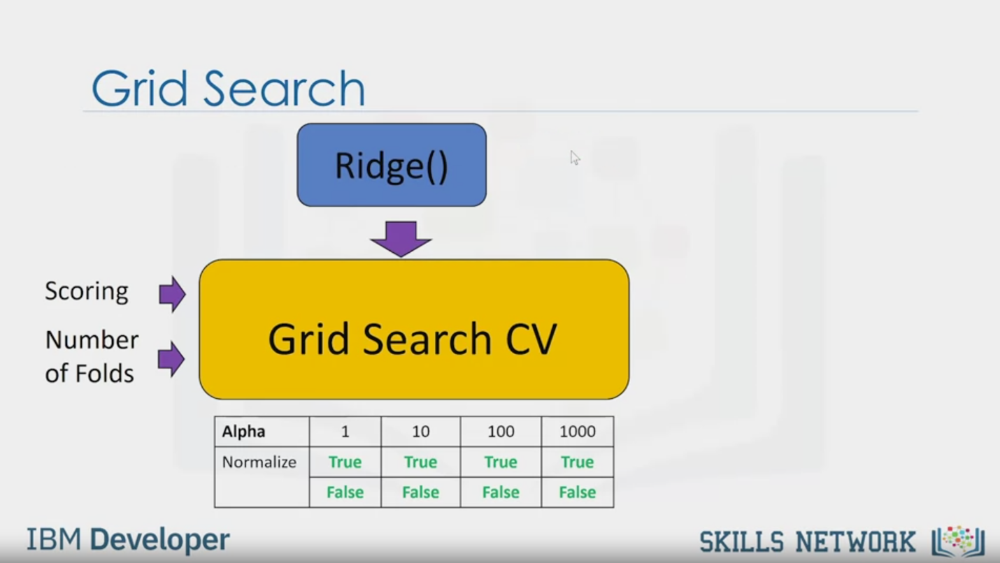 Grid Search
Ridge()
Scoring
Number
of Folds
Grid Search CV
Alpha 1 10 100 1000
Normalize True True True True
False False False False
IBM Developer
SKILLS NETWORK